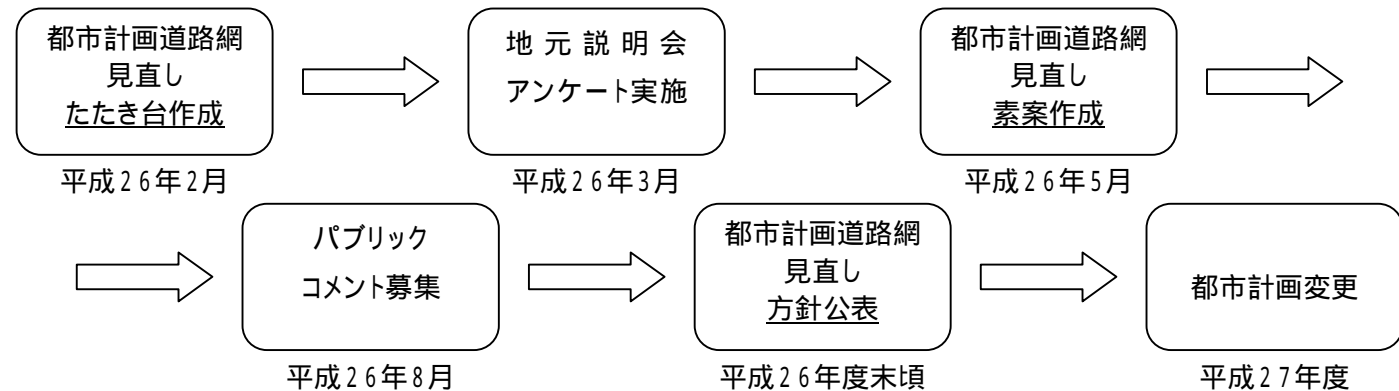 都市計画道路網
見直し
たたき台作成
平成26年2月
地元説明会
アンケート実施
平成26年3月
都市計画道路網
見直し
素案作成
平成26年5月
パブリック
コメント募集
平成26年8月
都市計画道路網
見直し
方針公表
平成26年度末頃
都市計画変更
平成27年度